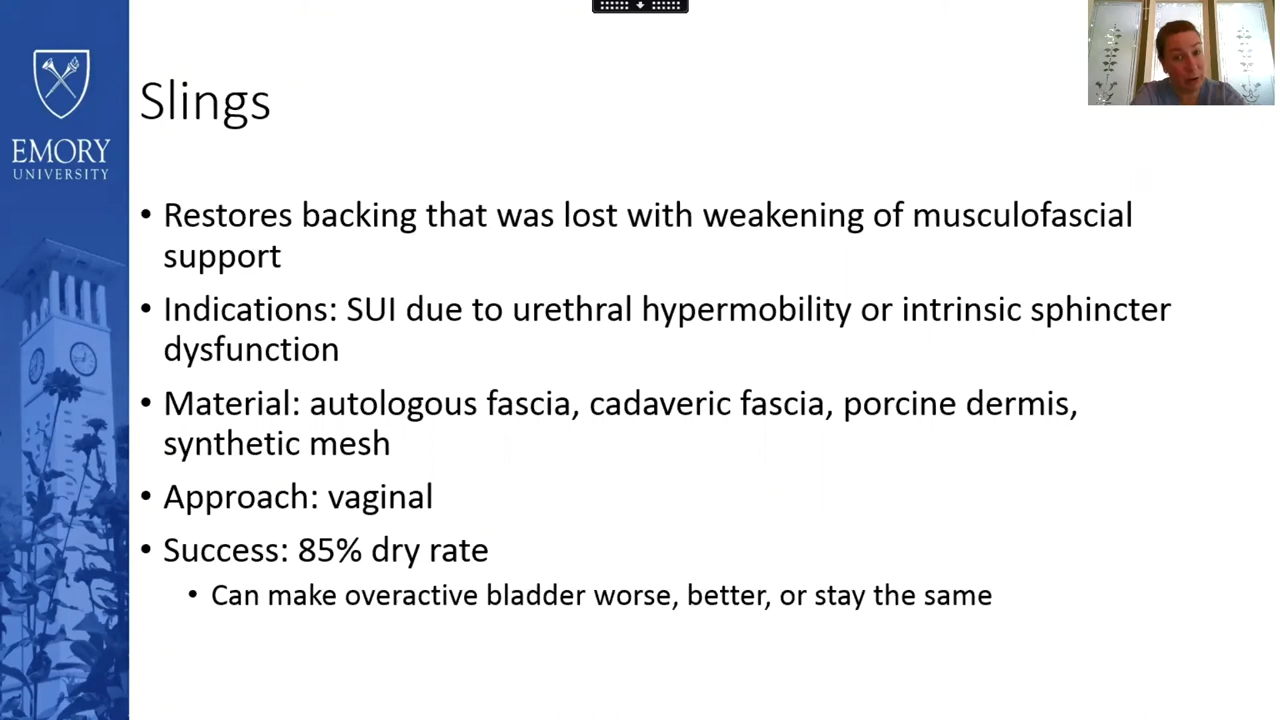 EMORY
UNIVERSITY
Slings
• Restores backing that was lost with weakening of musculofascial
support
• Indications: SUI due to urethral hypermobility or intrinsic sphincter
dysfunction
• Material: autologous fascia, cadaveric fascia, porcine dermis,
synthetic mesh
• Approach: vaginal
• Success: 85% dry rate
• Can make overactive bladder worse, better, or stay the same